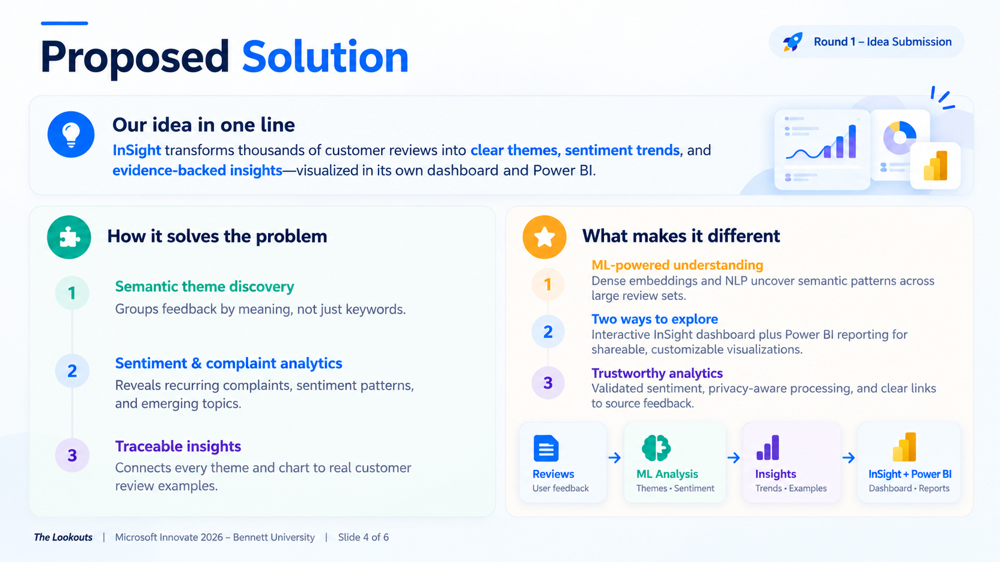 Proposed Solution
Round 1 – Idea Submission
Our idea in one line
InSight transforms thousands of customer reviews into clear themes, sentiment trends, and
evidence-backed insights—visualized in its own dashboard and Power BI.
How it solves the problem
1
Semantic theme discovery
Groups feedback by meaning, not just keywords.
2
Sentiment & complaint analytics
Reveals recurring complaints, sentiment patterns,
and emerging topics.
3
Traceable insights
Connects every theme and chart to real customer
review examples.
What makes it different
1
ML-powered understanding
Dense embeddings and NLP uncover semantic patterns across
large review sets.
2
Two ways to explore
Interactive InSight dashboard plus Power BI reporting for
shareable, customizable visualizations.
3
Trustworthy analytics
Validated sentiment, privacy-aware processing, and clear links
to source feedback.
Reviews
User feedback
ML Analysis
Themes • Sentiment
Insights
Trends • Examples
InSight + Power BI
Dashboard • Reports
The Lookouts | Microsoft Innovate 2026 – Bennett University | Slide 4 of 6